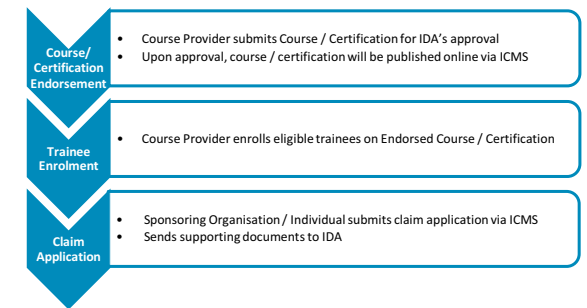 Course/
Certification
Endorsement
• Course Provider submits Course / Certification for IDA's approval
• Upon approval, course / certification will be published online via ICMS
Trainee
Enrolment
• Course Provider enrolls eligible trainees on Endorsed Course / Certification
Claim
Application
• Sponsoring Organisation / Individual submits claim application via ICMS
• Sends supporting documents to IDA